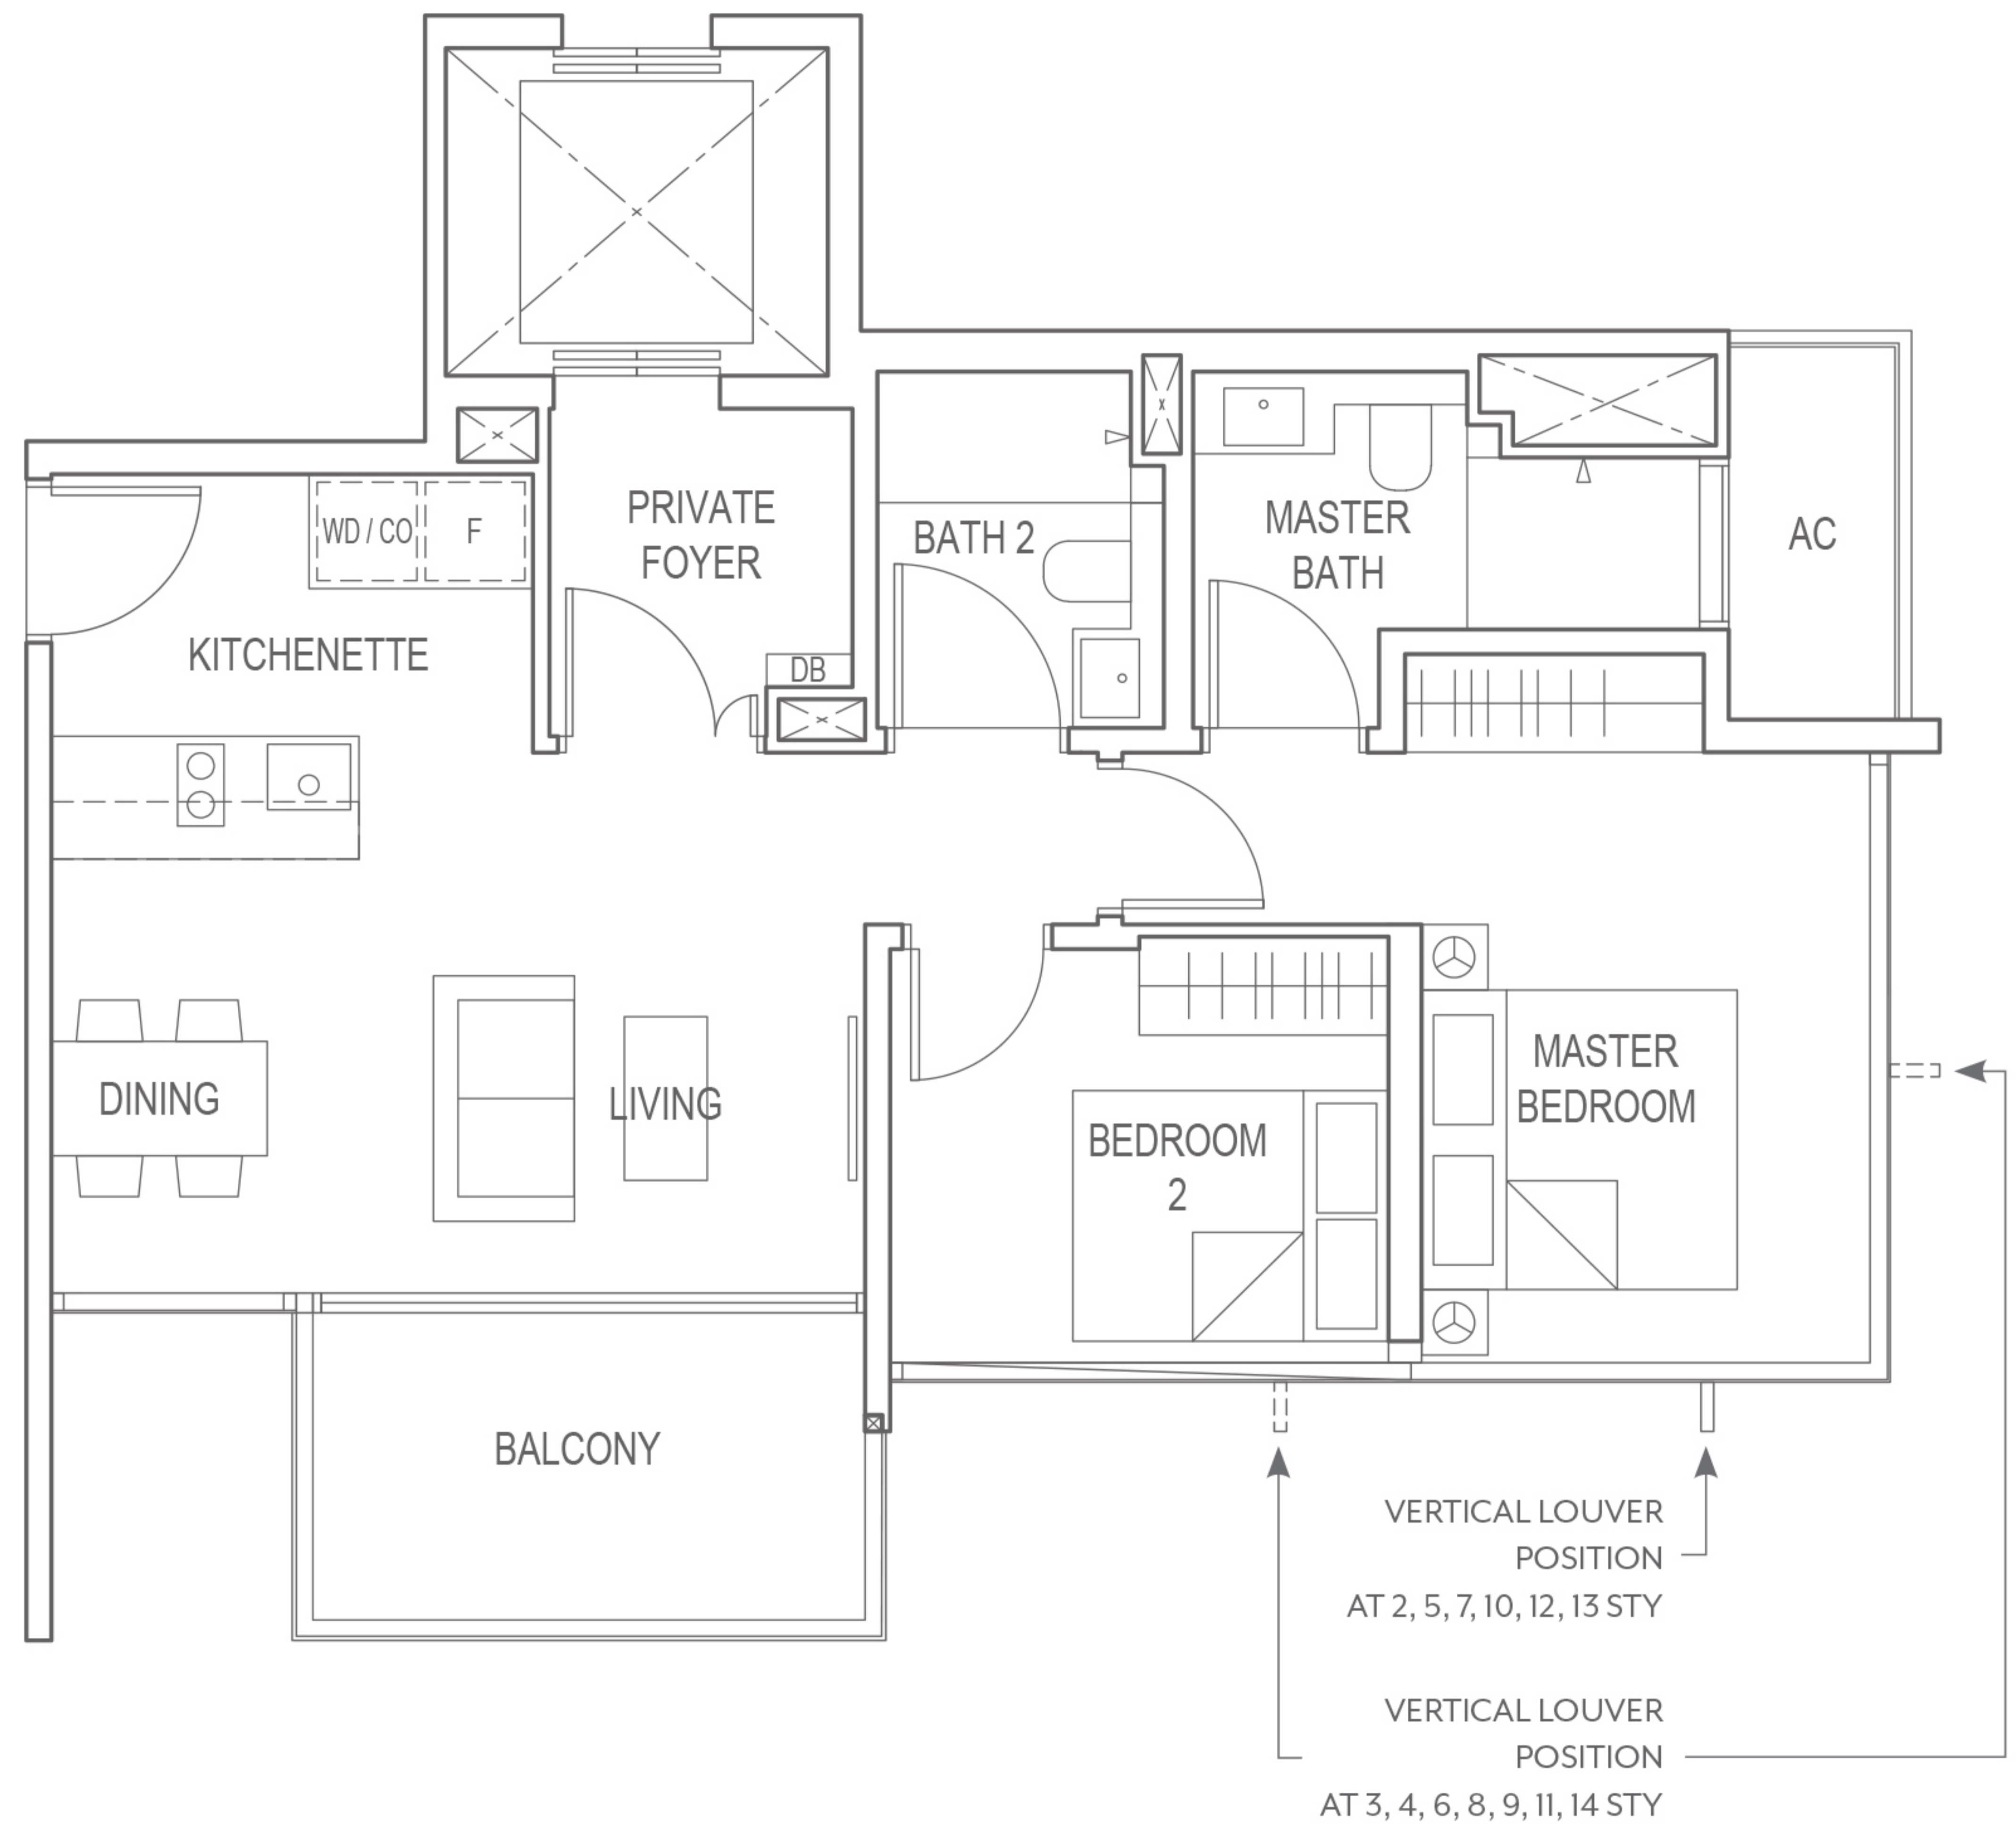 PRIVATE
FOYER
WD / CO
F
BATH 2
MASTER
BATH
AC
KITCHENETTE
DB
DINING
LIVING
BEDROOM
2
MASTER
BEDROOM
BALCONY
VERTICAL LOUVER
POSITION
AT 2, 5, 7, 10, 12, 13 STY
VERTICAL LOUVER
POSITION
AT 3, 4, 6, 8, 9, 11, 14 STY